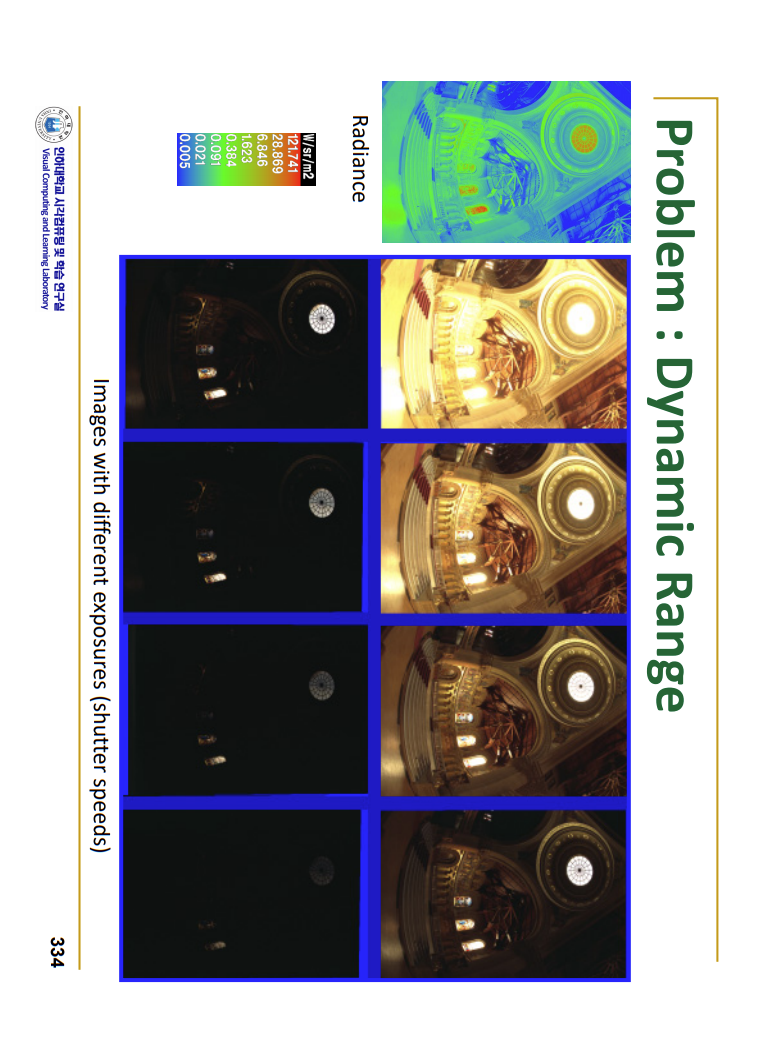 Problem : Dynamic Range
Radiance
W/sr/m2
121.741
28.869
6.846
1.623
0.384
0.091
0.021
0.005
Images with different exposures (shutter speeds)
인하대학교 시각컴퓨팅 및 학습 연구실
Visual Computing and Learning Laboratory
334